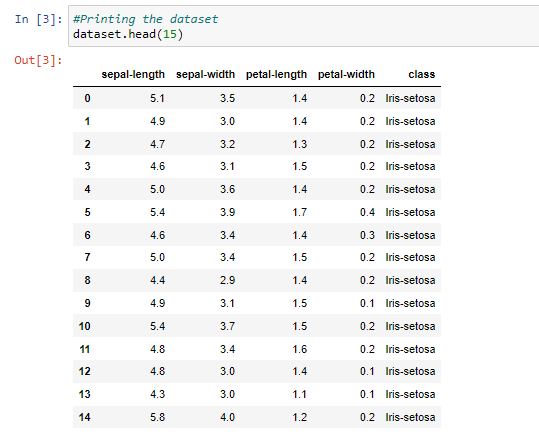 In [3]: #Printing the dataset
dataset.head(15)
Out[3]:
sepal-length sepal-width petal-length petal-width class
0 5.1 3.5 1.4 0.2 Iris-setosa
1 4.9 3.0 1.4 0.2 Iris-setosa
2 4.7 3.2 1.3 0.2 Iris-setosa
3 4.6 3.1 1.5 0.2 Iris-setosa
4 5.0 3.6 1.4 0.2 Iris-setosa
5 5.4 3.9 1.7 0.4 Iris-setosa
6 4.6 3.4 1.4 0.3 Iris-setosa
7 5.0 3.4 1.5 0.2 Iris-setosa
8 4.4 2.9 1.4 0.2 Iris-setosa
9 4.9 3.1 1.5 0.1 Iris-setosa
10 5.4 3.7 1.5 0.2 Iris-setosa
11 4.8 3.4 1.6 0.2 Iris-setosa
12 4.8 3.0 1.4 0.1 Iris-setosa
13 4.3 3.0 1.1 0.1 Iris-setosa
14 5.8 4.0 1.2 0.2 Iris-setosa